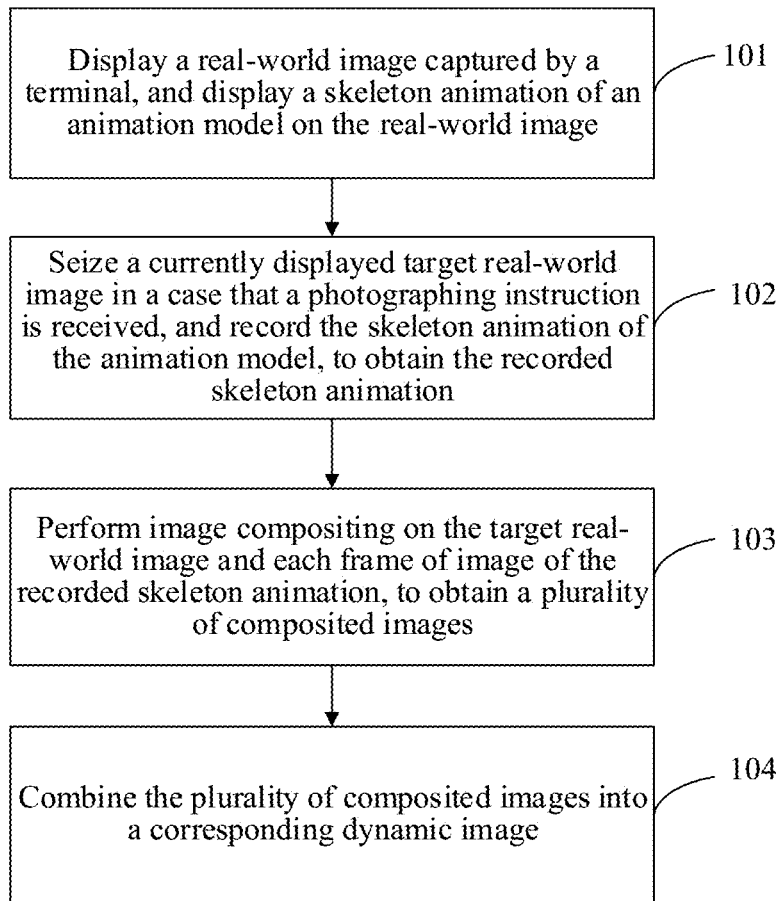 Display a real-world image captured by a
terminal, and display a skeleton animation of an
animation model on the real-world image
101
Seize a currently displayed target real-world
image in a case that a photographing instruction
is received, and record the skeleton animation of
the animation model, to obtain the recorded
skeleton animation
102
Perform image compositing on the target real-
world image and each frame of image of the
recorded skeleton animation, to obtain a plurality
of composited images
103
Combine the plurality of composited images into
a corresponding dynamic image
104